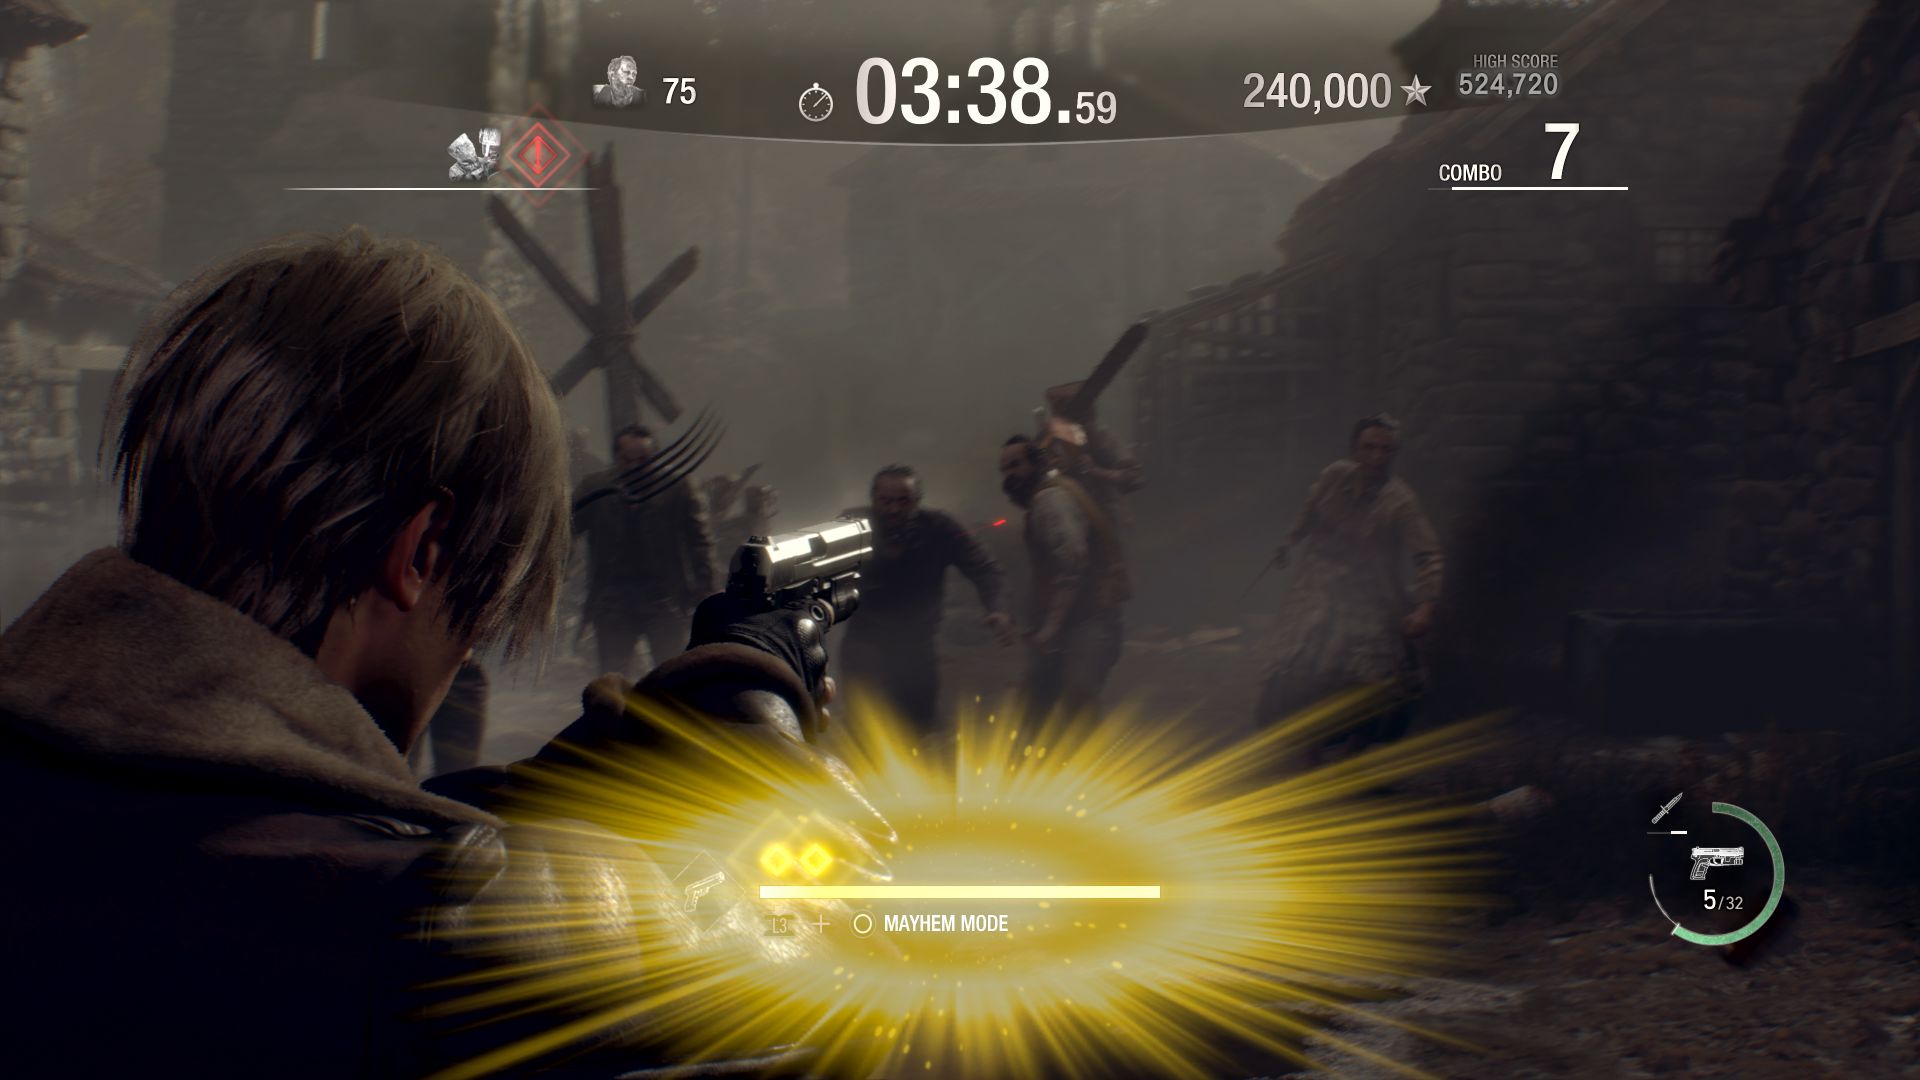 75
03:38.59
240,000
HIGH SCORE
524,720
COMBO 7
L3 + MAYHEM MODE
5/32